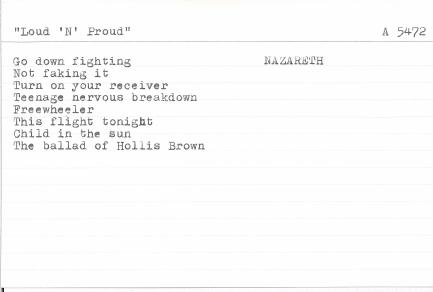 "Loud 'N' Proud" A 5472
Go down fighting NAZARETH
Not faking it
Turn on your receiver
Teenage nervous breakdown
Freewheeler
This flight tonight
Child in the sun
The ballad of Hollis Brown